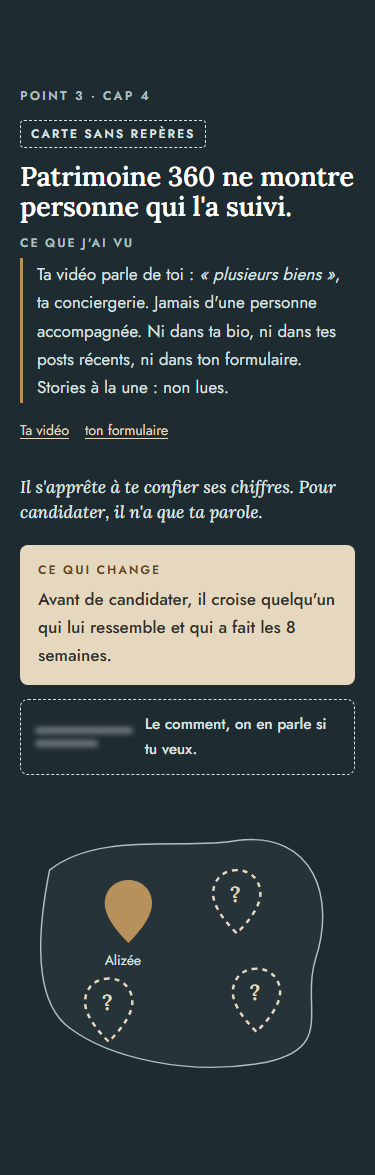 POINT 3 · CAP 4
CARTE SANS REPÈRES
Patrimoine 360 ne montre
personne qui l'a suivi.
CE QUE J'AI VU
Ta vidéo parle de toi : « plusieurs biens »,
ta conciergerie. Jamais d'une personne
accompagnée. Ni dans ta bio, ni dans tes
posts récents, ni dans ton formulaire.
Stories à la une : non lues.
Ta vidéo ton formulaire
Il s'apprête à te confier ses chiffres. Pour
candidater, il n'a que ta parole.
CE QUI CHANGE
Avant de candidater, il croise quelqu'un
qui lui ressemble et qui a fait les 8
semaines.
Le comment, on en parle si
tu veux.
?
Alizée
?
?